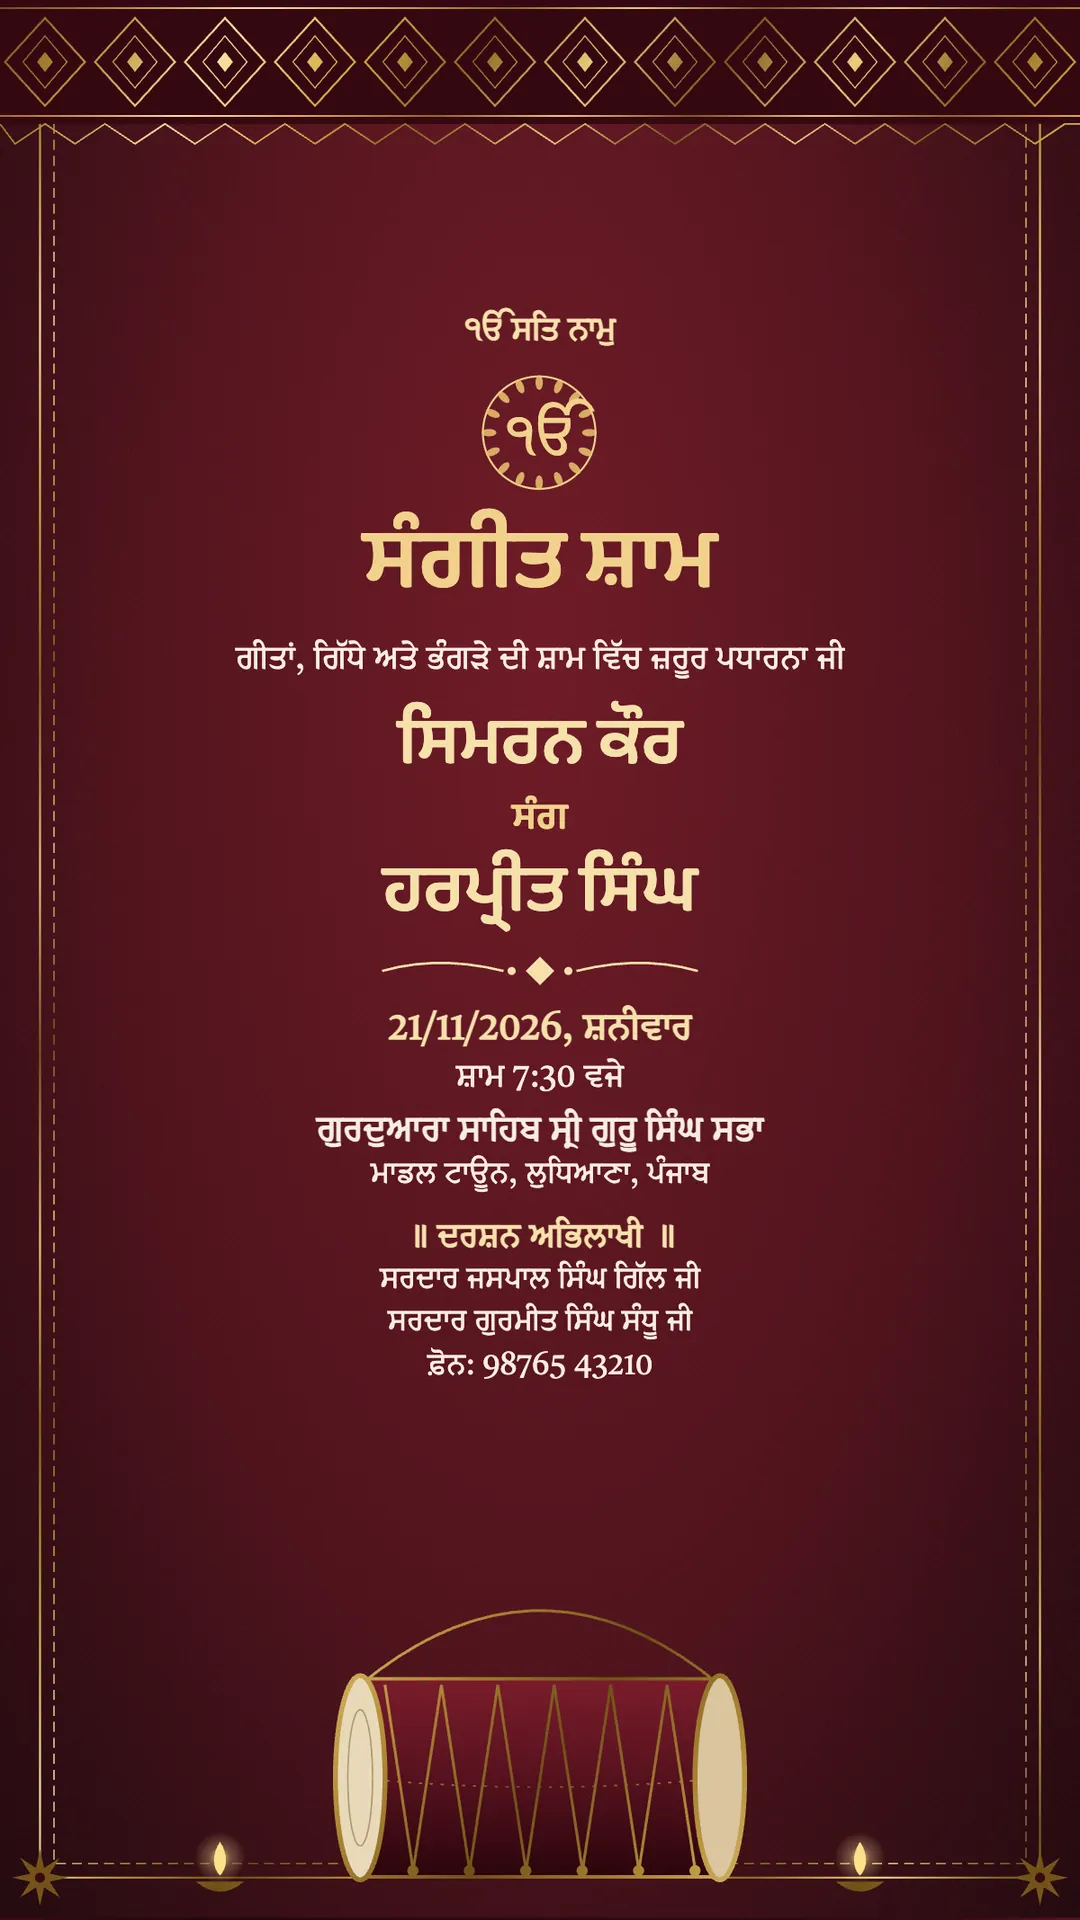 ੴ ਸਤਿ ਨਾਮੁ
ੴ
ਸੰਗੀਤ ਸ਼ਾਮ
ਗੀਤਾਂ, ਗਿੱਧੇ ਅਤੇ ਭੰਗੜੇ ਦੀ ਸ਼ਾਮ ਵਿੱਚ ਜ਼ਰੂਰ ਪਧਾਰਨਾ ਜੀ
ਸਿਮਰਨ ਕੌਰ
ਸੰਗ
ਹਰਪ੍ਰੀਤ ਸਿੰਘ
21/11/2026, ਸ਼ਨੀਵਾਰ
ਸ਼ਾਮ 7:30 ਵਜੇ
ਗੁਰਦੁਆਰਾ ਸਾਹਿਬ ਸ੍ਰੀ ਗੁਰੂ ਸਿੰਘ ਸਭਾ
ਮਾਡਲ ਟਾਊਨ, ਲੁਧਿਆਣਾ, ਪੰਜਾਬ
॥ ਦਰਸ਼ਨ ਅਭਿਲਾਖੀ ॥
ਸਰਦਾਰ ਜਸਪਾਲ ਸਿੰਘ ਗਿੱਲ ਜੀ
ਸਰਦਾਰ ਗੁਰਮੀਤ ਸਿੰਘ ਸੰਧੂ ਜੀ
ਫ਼ੋਨ: 98765 43210